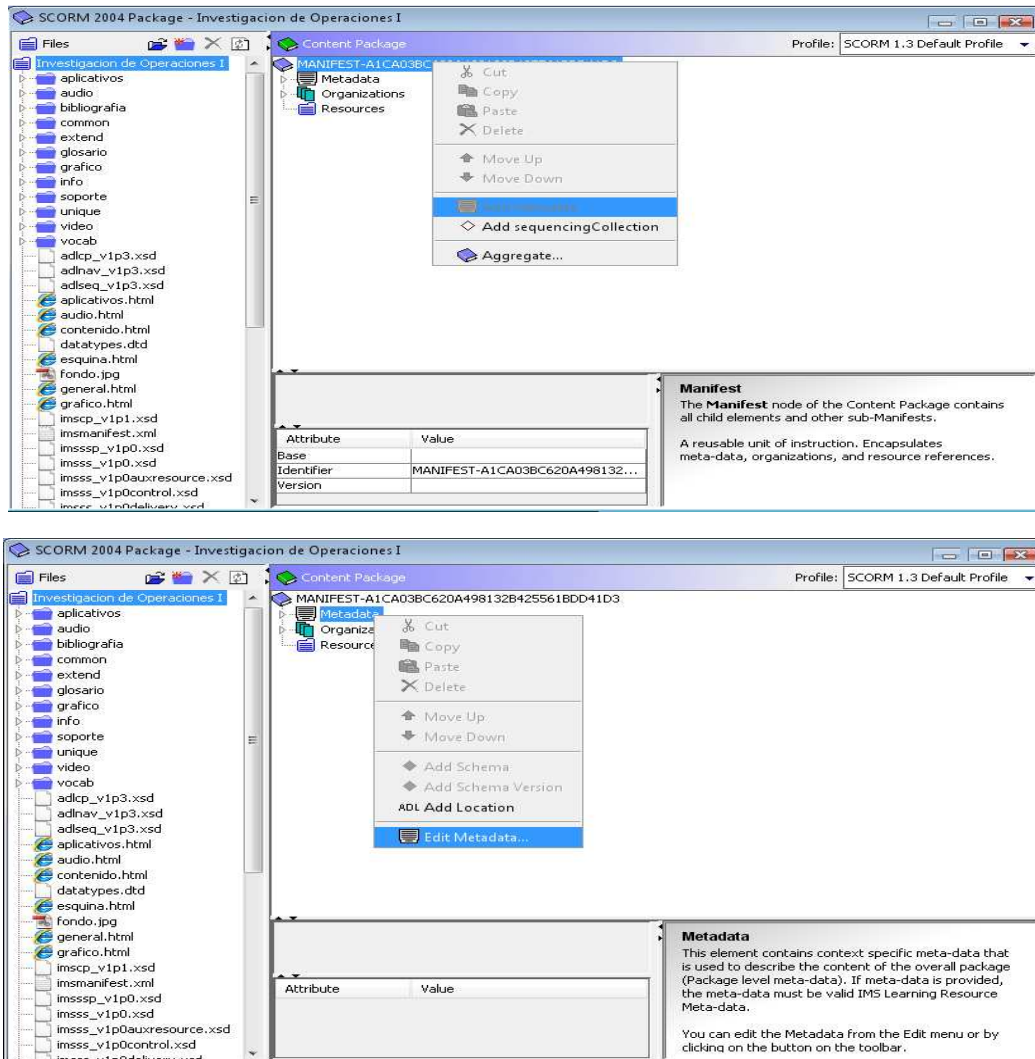 SCORM 2004 Package - Investigacion de Operaciones I
Files
Investigacion de Operaciones I
aplicativos
audio
bibliografia
common
extend
glosario
grafico
info
soporte
unique
video
vocab
adlcp_v1p3.xsd
adlnav_v1p3.xsd
adlseq_v1p3.xsd
aplicativos.html
audio.html
contenido.html
datatypes.dtd
esquina.html
fondo.jpg
general.html
grafico.html
imscp_v1p1.xsd
imsmanifest.xml
imsssp_v1p0.xsd
imsss_v1p0.xsd
imsss_v1p0auxresource.xsd
imsss_v1p0control.xsd
imsss_v1p0delivery.xsd
Content Package
Profile: SCORM 1.3 Default Profile
MANIFEST-A1CA03BC
Metadata
Organizations
Resources
Cut
Copy
Paste
Delete
Move Up
Move Down
Add sequencingCollection
Aggregate...
Attribute Value
Base
Identifier MANIFEST-A1CA03BC620A498132...
Version
Manifest
The Manifest node of the Content Package contains
all child elements and other sub-Manifests.
A reusable unit of instruction. Encapsulates
meta-data, organizations, and resource references.
SCORM 2004 Package - Investigacion de Operaciones I
Files
Investigacion de Operaciones I
aplicativos
audio
bibliografia
common
extend
glosario
grafico
info
soporte
unique
video
vocab
adlcp_v1p3.xsd
adlnav_v1p3.xsd
adlseq_v1p3.xsd
aplicativos.html
audio.html
contenido.html
datatypes.dtd
esquina.html
fondo.jpg
general.html
grafico.html
imscp_v1p1.xsd
imsmanifest.xml
imsssp_v1p0.xsd
imsss_v1p0.xsd
imsss_v1p0auxresource.xsd
imsss_v1p0control.xsd
Content Package
Profile: SCORM 1.3 Default Profile
MANIFEST-A1CA03BC620A498132B425561BDD41D3
Metadata
Organiza
Resource
Cut
Copy
Paste
Delete
Move Up
Move Down
Add Schema
Add Schema Version
ADL Add Location
Edit Metadata...
Attribute Value
Metadata
This element contains context specific meta-data that
is used to describe the content of the overall package
(Package level meta-data). If meta-data is provided,
the meta-data must be valid IMS Learning Resource
Meta-data.
You can edit the Metadata from the Edit menu or by
clicking on the button on the toolbar.